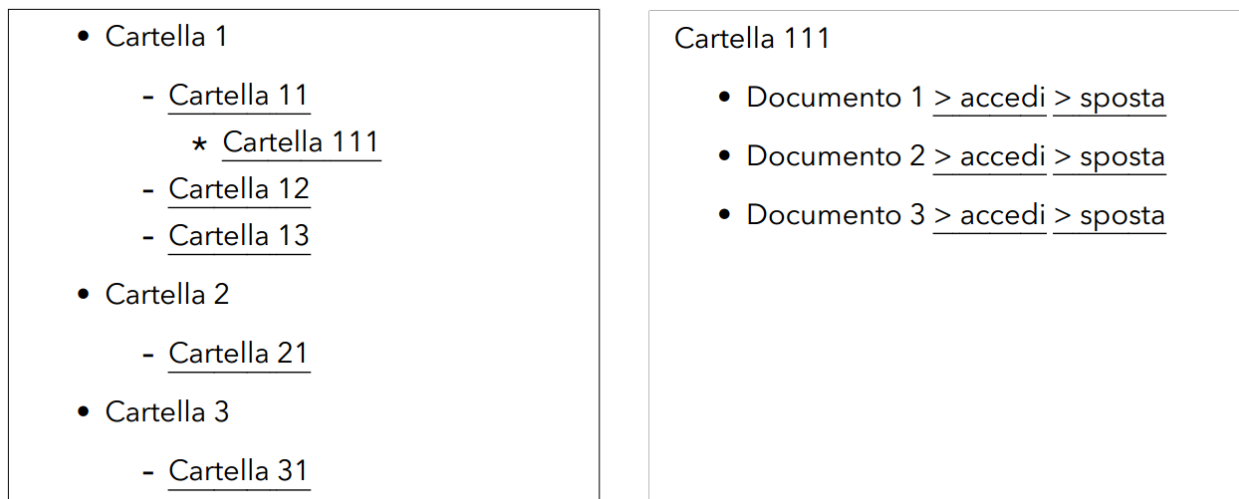 • Cartella 1
- Cartella 11
* Cartella 111
- Cartella 12
- Cartella 13
• Cartella 2
- Cartella 21
• Cartella 3
- Cartella 31
Cartella 111
• Documento 1 > accedi > sposta
• Documento 2 > accedi > sposta
• Documento 3 > accedi > sposta